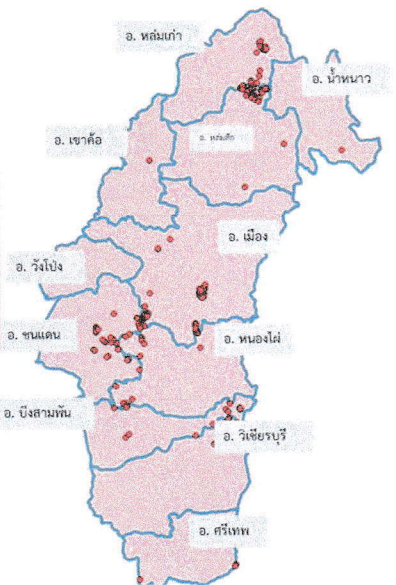 อ. หล่มเก่า
อ. น้ำหนาว
อ. เขาค้อ
อ. หล่มสัก
อ. เมือง
อ. วังโป่ง
อ. ชนแดน
อ. หนองไผ่
อ. บึงสามพัน
อ. วิเชียรบุรี
อ. ศรีเทพ